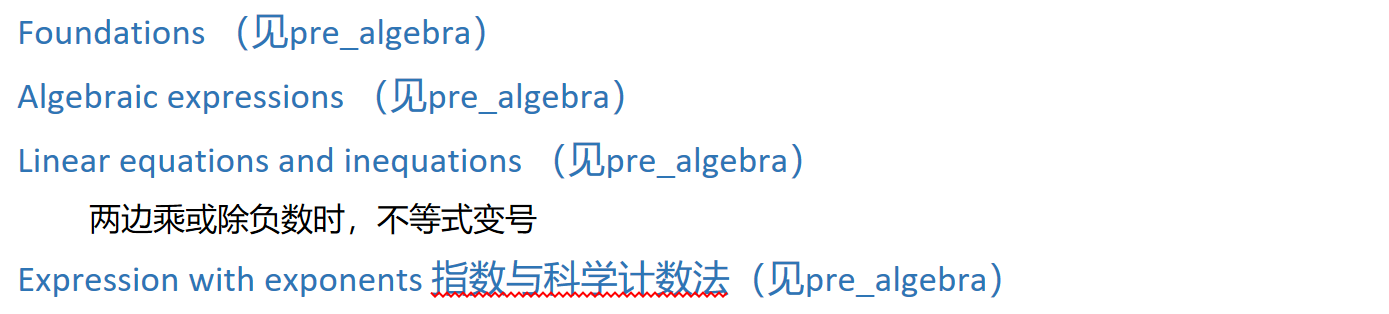 Foundations （见pre_algebra）
Algebraic expressions （见pre_algebra）
Linear equations and inequations （见pre_algebra）
两边乘或除负数时，不等式变号
Expression with exponents 指数与科学计数法（见pre_algebra）